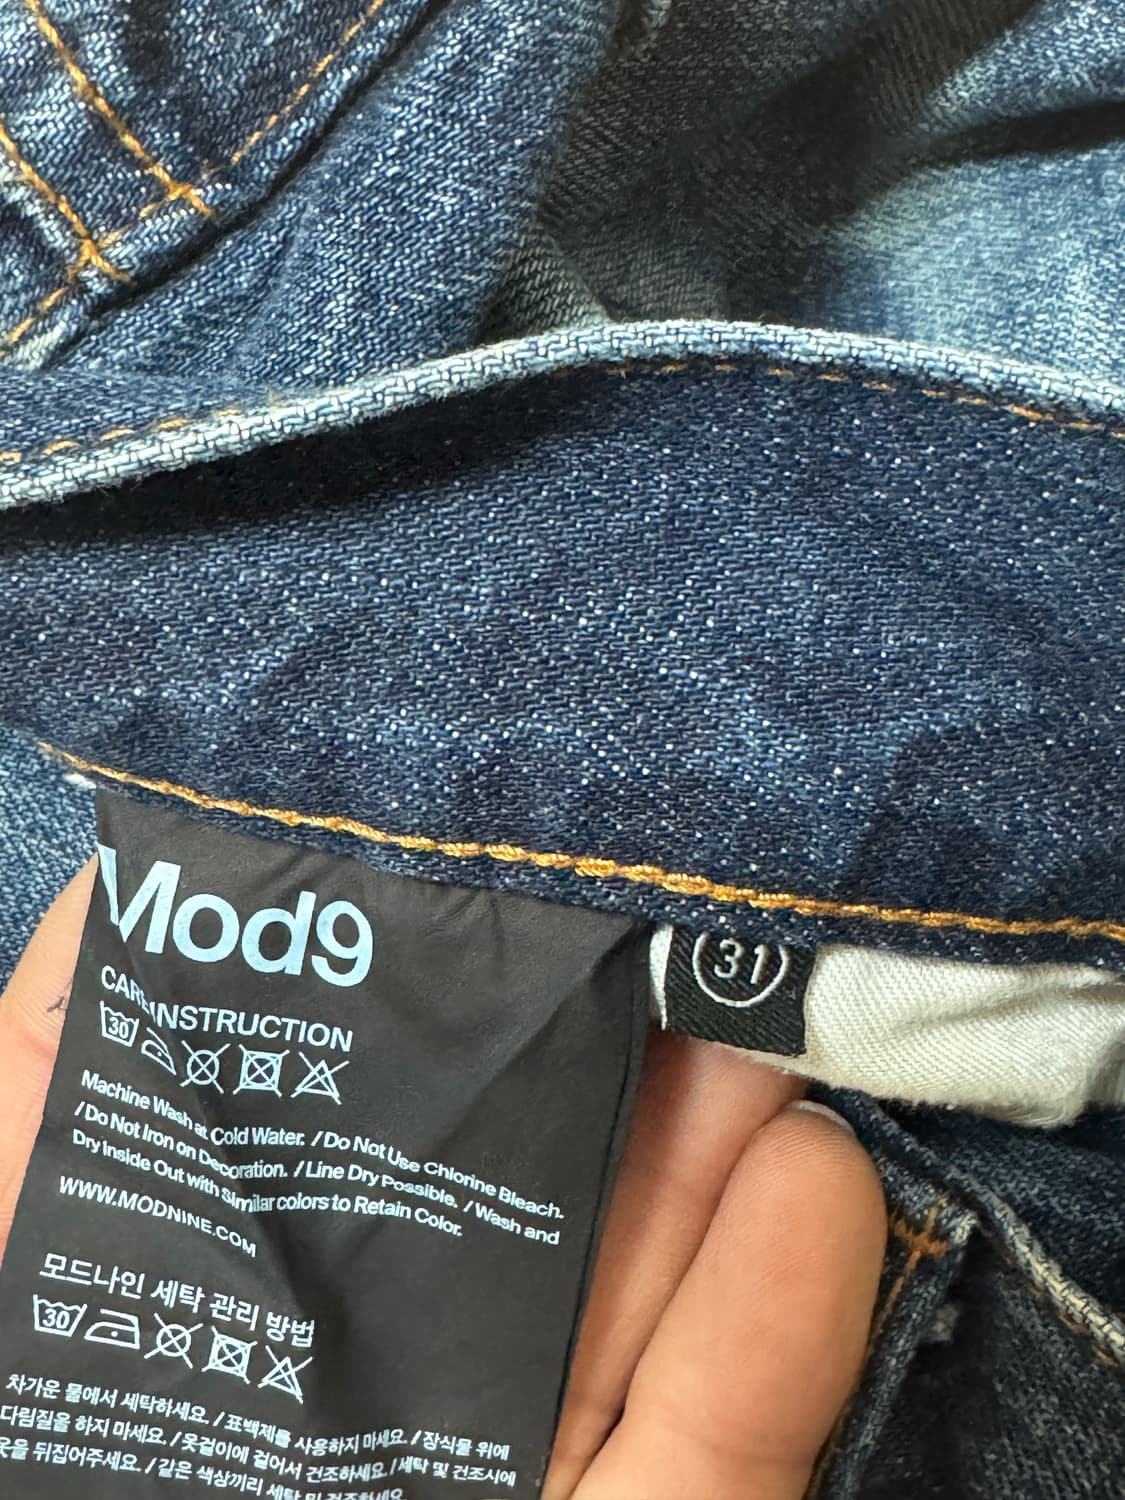 Mod9
CARE INSTRUCTION
30
Machine Wash at Cold Water. / Do Not Use Chlorine Bleach.
/ Do Not Iron on Decoration. / Line Dry Possible. / Wash and
Dry Inside Out with Similar colors to Retain Color.
WWW.MODNINE.COM
모드나인 세탁 관리 방법
30
차가운 물에서 세탁하세요. / 표백제를 사용하지 마세요. / 장식물 위에
다림질을 하지 마세요. / 옷걸이에 걸어서 건조하세요. / 세탁 및 건조시에
옷을 뒤집어주세요. / 같은 색상끼리 세탁 및 건조하세요.
31